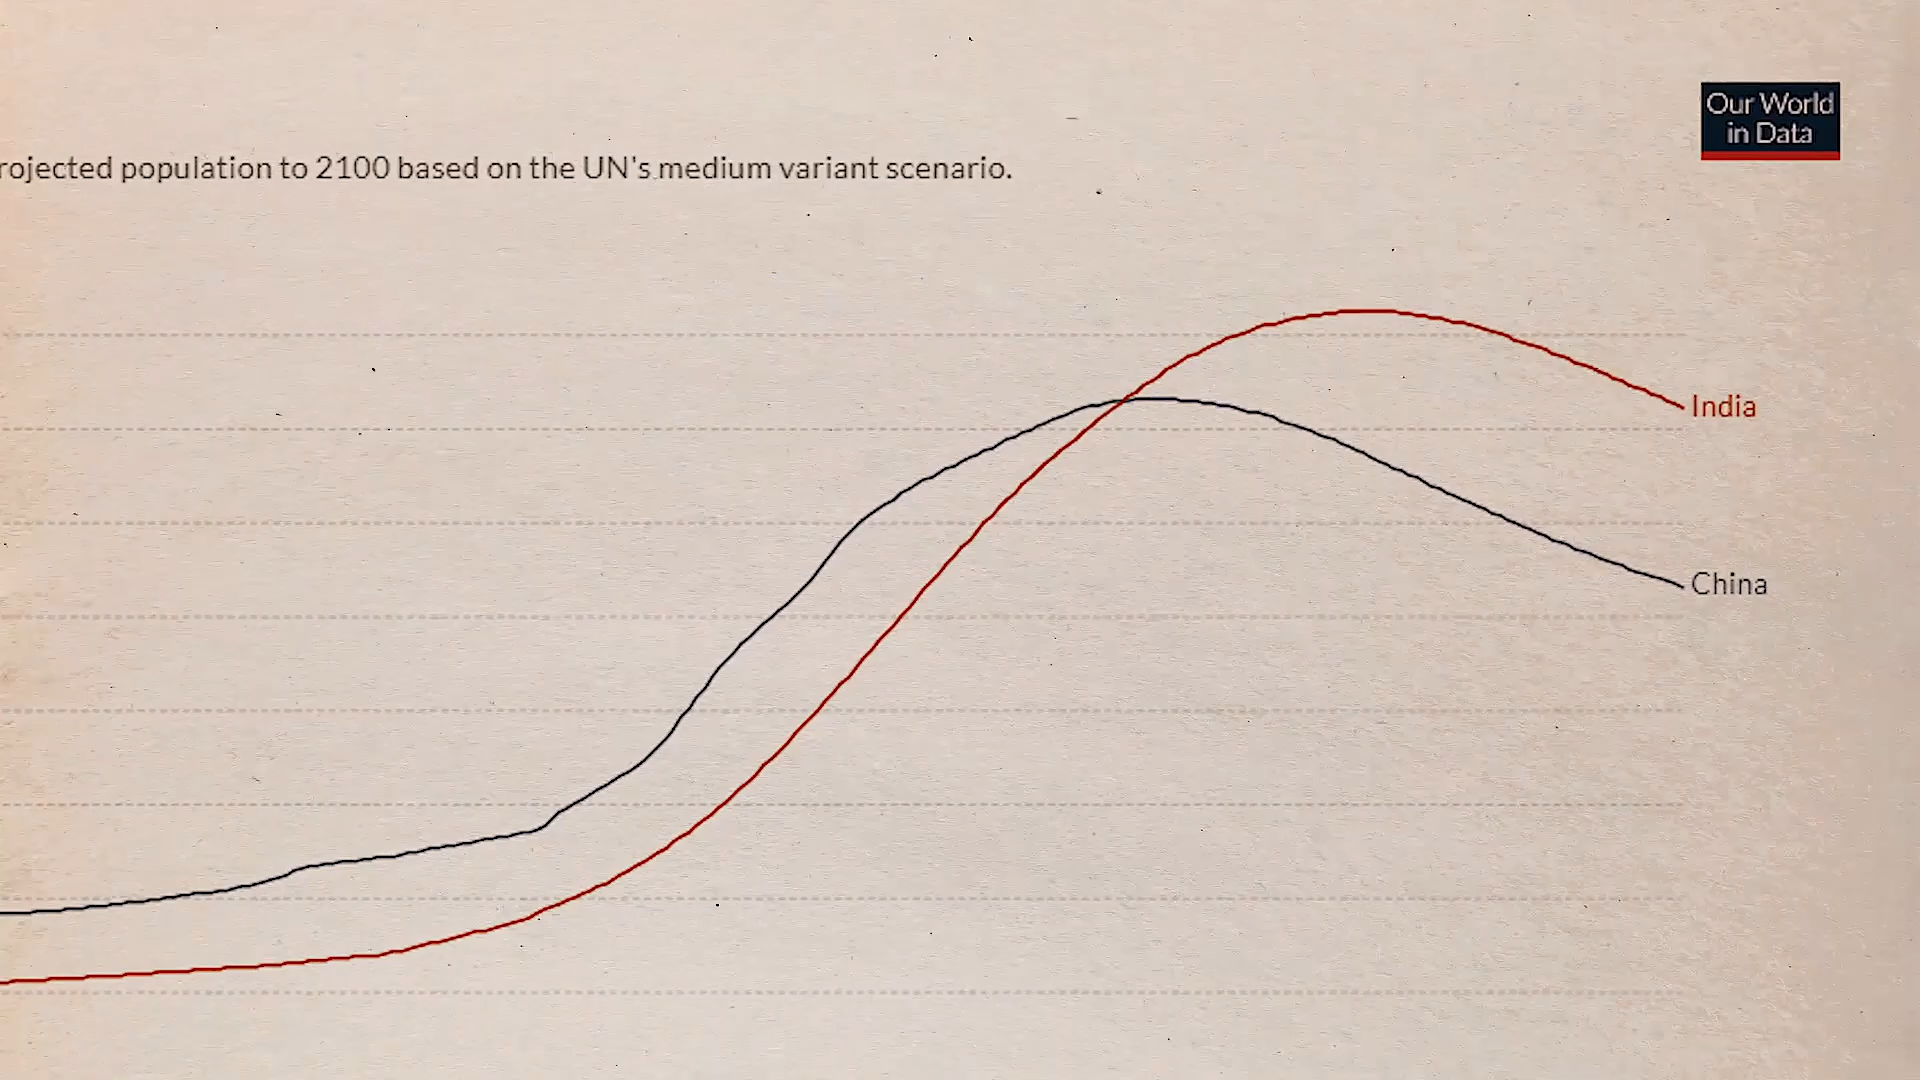 Our World
in Data
rojected population to 2100 based on the UN's medium variant scenario.
India
China